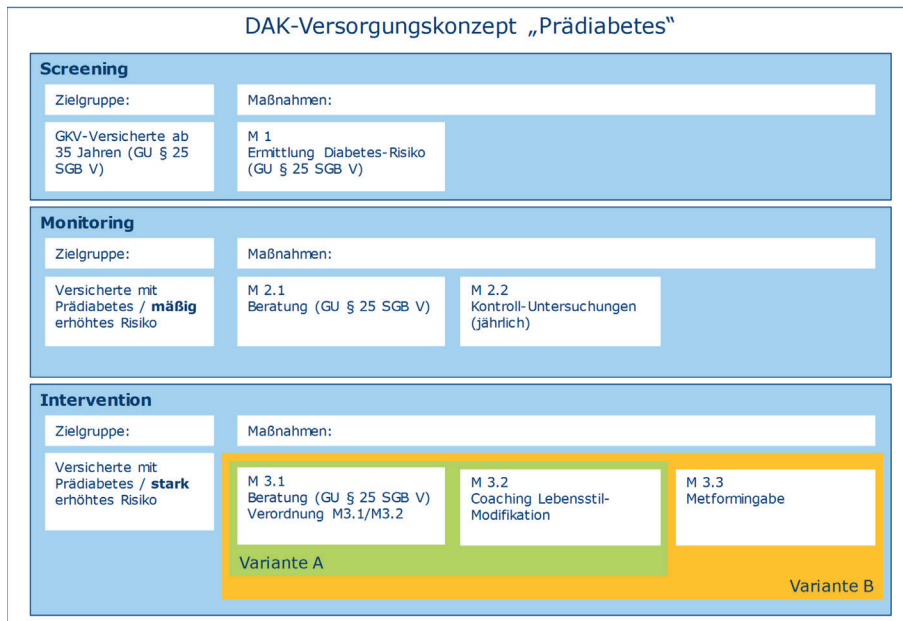 DAK-Versorgungskonzept „Prädiabetes“
Screening
Zielgruppe:
Maßnahmen:
GKV-Versicherte ab
35 Jahren (GU § 25
SGB V)
M 1
Ermittlung Diabetes-Risiko
(GU § 25 SGB V)
Monitoring
Zielgruppe:
Maßnahmen:
Versicherte mit
Prädiabetes / mäßig
erhöhtes Risiko
M 2.1
Beratung (GU § 25 SGB V)
M 2.2
Kontroll-Untersuchungen
(jährlich)
Intervention
Zielgruppe:
Maßnahmen:
Versicherte mit
Prädiabetes / stark
erhöhtes Risiko
M 3.1
Beratung (GU § 25 SGB V)
Verordnung M3.1/M3.2
M 3.2
Coaching Lebensstil-
Modifikation
M 3.3
Metformingabe
Variante A
Variante B